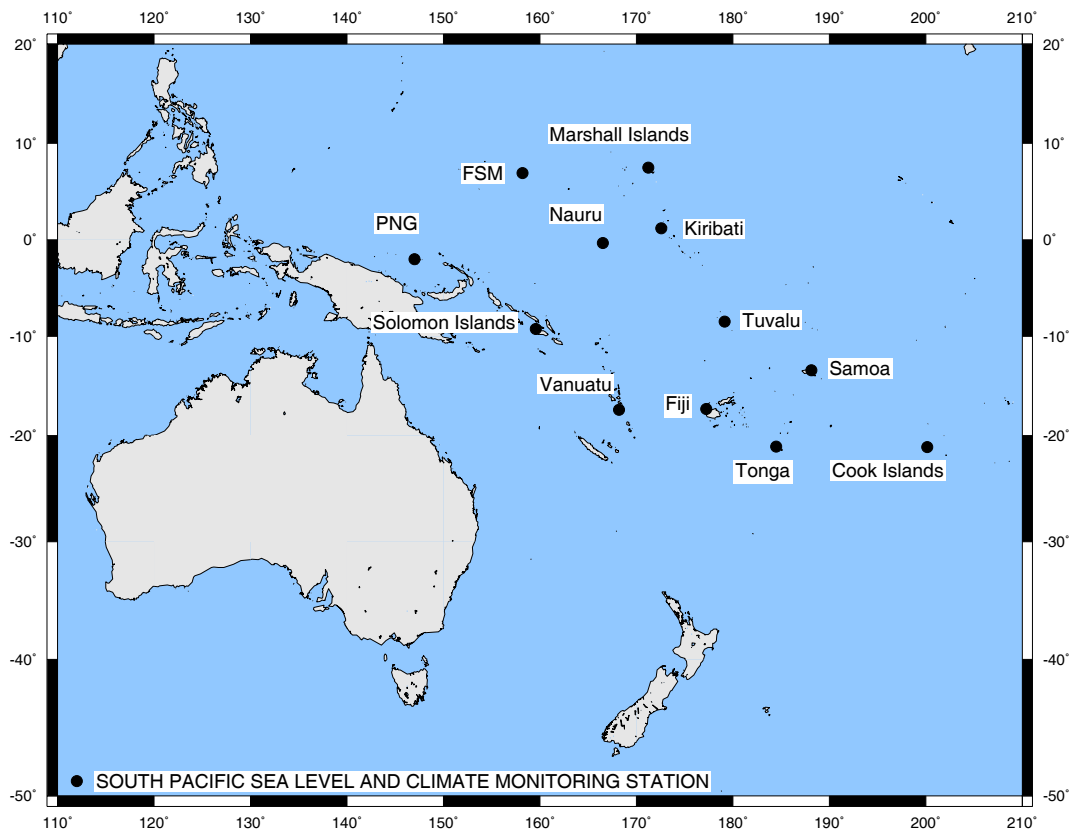 110˚ 120˚ 130˚ 140˚ 150˚ 160˚ 170˚ 180˚ 190˚ 200˚ 210˚
20˚ 20˚
Marshall Islands
10˚ 10˚
FSM
Nauru
PNG
Kiribati
0˚ 0˚
Solomon Islands
Tuvalu
-10˚ -10˚
Samoa
Vanuatu
Fiji
-20˚ -20˚
Tonga Cook Islands
-30˚ -30˚
-40˚ -40˚
SOUTH PACIFIC SEA LEVEL AND CLIMATE MONITORING STATION
-50˚ -50˚
110˚ 120˚ 130˚ 140˚ 150˚ 160˚ 170˚ 180˚ 190˚ 200˚ 210˚